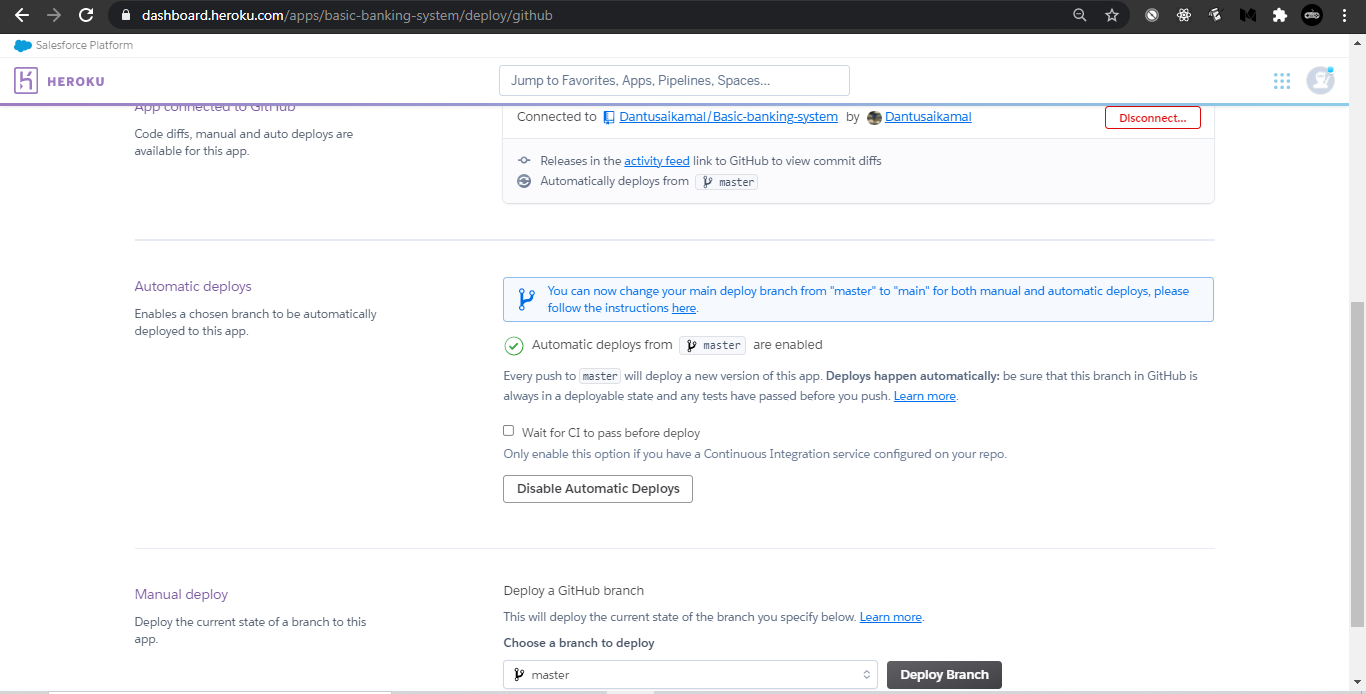 dashboard.heroku.com/apps/basic-banking-system/deploy/github
Salesforce Platform
HEROKU
Jump to Favorites, Apps, Pipelines, Spaces...
App connected to GitHub
Code diffs, manual and auto deploys are
available for this app.
Connected to Dantusaikamal/Basic-banking-system by Dantusaikamal
Disconnect...
Releases in the activity feed link to GitHub to view commit diffs
Automatically deploys from master
Automatic deploys
Enables a chosen branch to be automatically
deployed to this app.
You can now change your main deploy branch from "master" to "main" for both manual and automatic deploys, please
follow the instructions here.
Automatic deploys from master are enabled
Every push to master will deploy a new version of this app. Deploys happen automatically: be sure that this branch in GitHub is
always in a deployable state and any tests have passed before you push. Learn more.
Wait for CI to pass before deploy
Only enable this option if you have a Continuous Integration service configured on your repo.
Disable Automatic Deploys
Manual deploy
Deploy the current state of a branch to this
app.
Deploy a GitHub branch
This will deploy the current state of the branch you specify below. Learn more.
Choose a branch to deploy
master
Deploy Branch